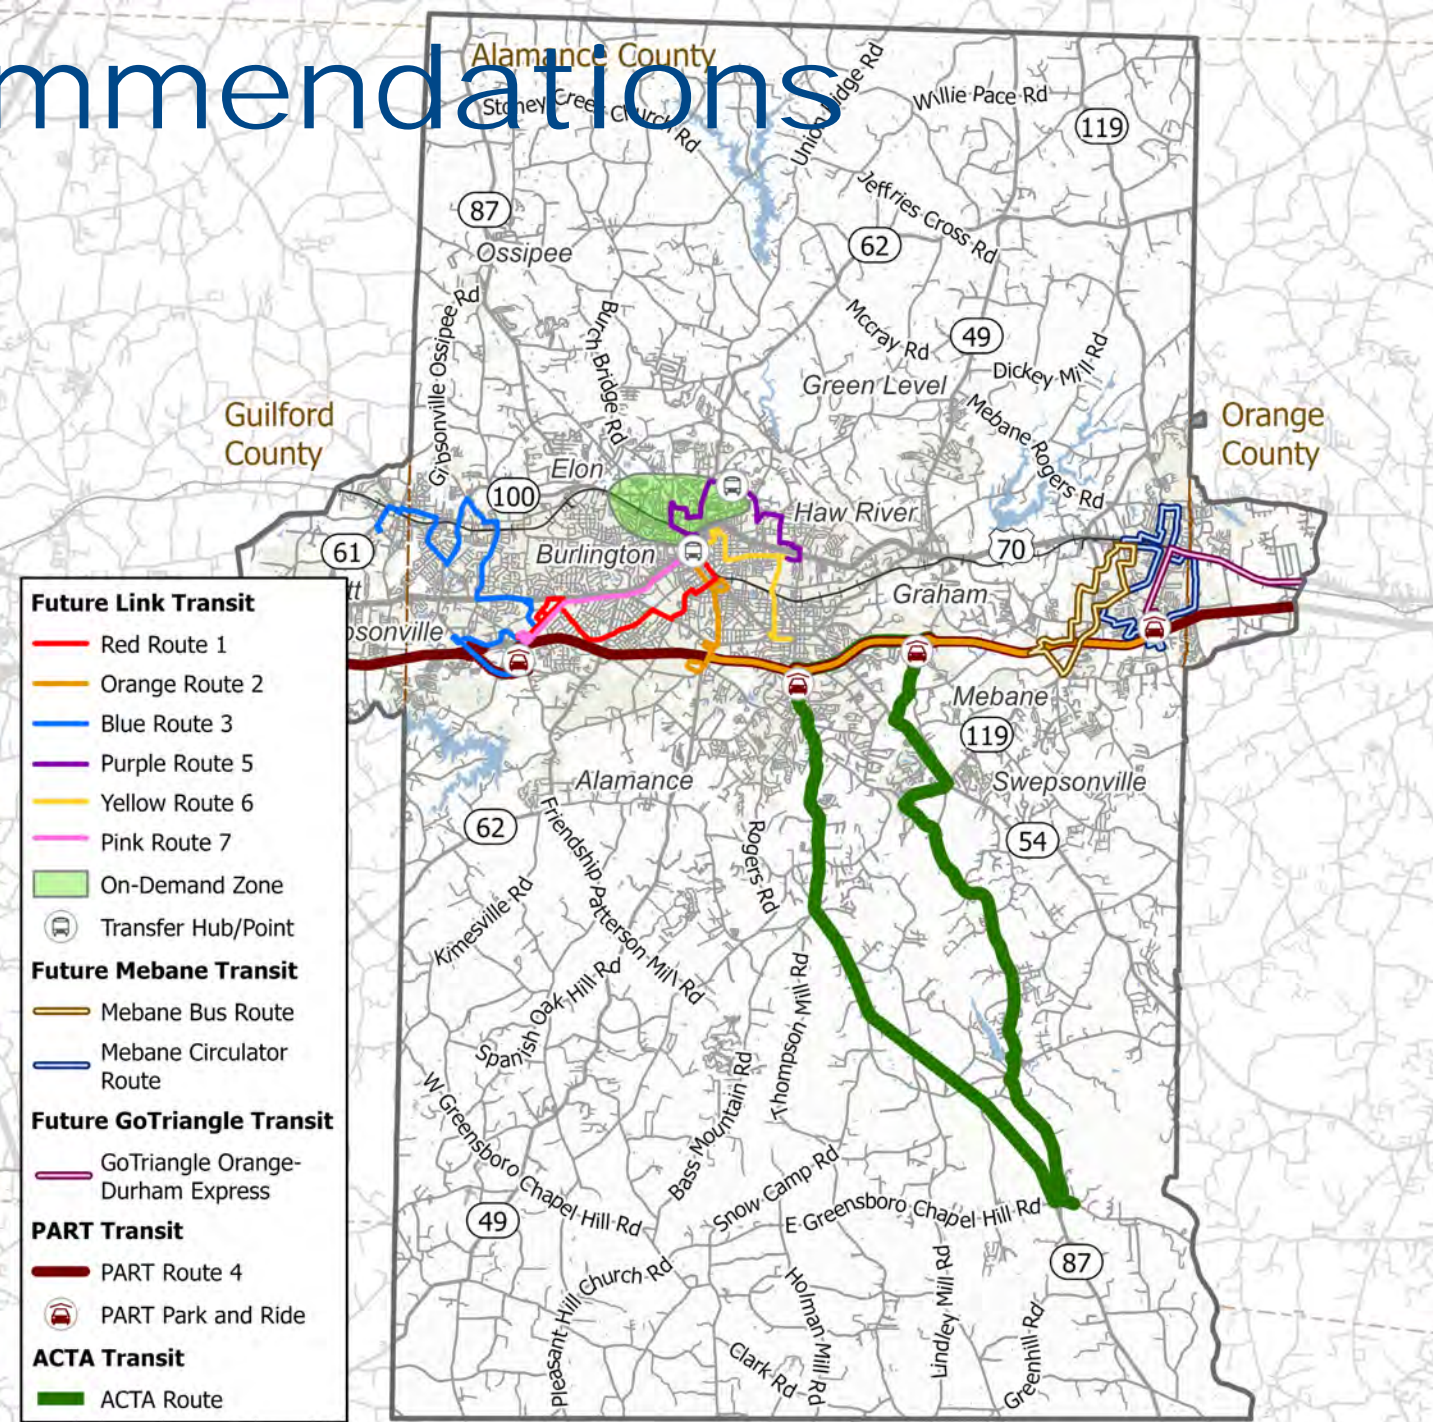 mmendations
Alamance County
Stoney Creek Church Rd
Union Ridge Rd
Willie Pace Rd
119
87
Ossipee
Jeffries Cross Rd
62
Gibsonville Ossipee Rd
Burch Bridge Rd
Mccray Rd
49
Dickey Mill Rd
Green Level
Mebane Rogers Rd
Guilford
County
Orange
County
Elon
100
Haw River
61
Burlington
70
Graham
tt
bsonville
Mebane
119
Alamance
Swepsonville
62
54
Friendship Patterson Mill Rd
Rogers Rd
Kimesville Rd
Spanish Oak Hill Rd
Thompson Mill Rd
W Greensboro Chapel Hill Rd
Bass Mountain Rd
Snow Camp Rd
E Greensboro Chapel Hill Rd
49
87
Pleasant Hill Church Rd
Holman Mill Rd
Lindley Mill Rd
Greenhill Rd
Clark Rd
Future Link Transit
Red Route 1
Orange Route 2
Blue Route 3
Purple Route 5
Yellow Route 6
Pink Route 7
On-Demand Zone
Transfer Hub/Point
Future Mebane Transit
Mebane Bus Route
Mebane Circulator
Route
Future GoTriangle Transit
GoTriangle Orange-
Durham Express
PART Transit
PART Route 4
PART Park and Ride
ACTA Transit
ACTA Route